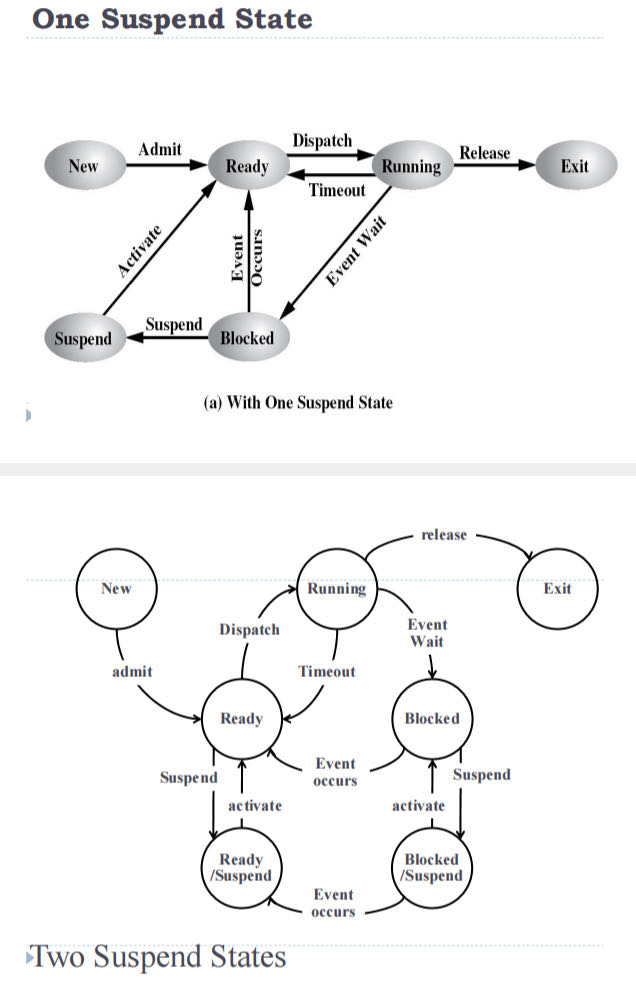 One Suspend State
Admit
Dispatch
Release
New
Ready
Running
Exit
Timeout
Activate
Event
Occurs
Event Wait
Suspend
Suspend
Blocked
(a) With One Suspend State
release
New
Running
Exit
Dispatch
Event
Wait
admit
Timeout
Ready
Blocked
Event
occurs
Suspend
Suspend
activate
activate
Ready
/Suspend
Blocked
/Suspend
Event
occurs
Two Suspend States